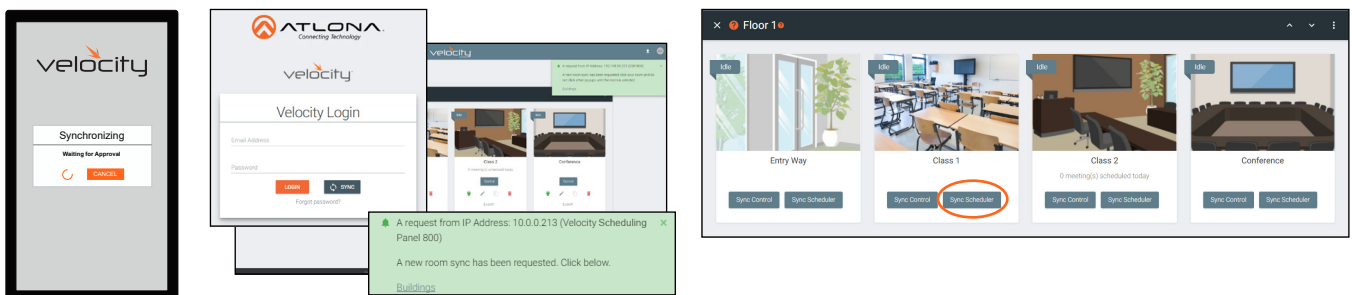 velocity
Synchronizing
Waiting for Approval
CANCEL
ATLONA.
Connecting Technology
velocity
Velocity Login
Email Address
Password
LOGIN
SYNC
Forgot password?
velocity
Idle
Class 2
Conference
A request from IP Address: 10.0.0.213 (Velocity Scheduling
Panel 800)
A new room sync has been requested. Click below.
Buildings
Floor 1
Idle
Idle
Idle
Idle
Entry Way
Class 1
Class 2
Conference
0 meeting(s) scheduled today
Sync Control
Sync Scheduler
Sync Control
Sync Scheduler
Sync Control
Sync Scheduler
Sync Control
Sync Scheduler